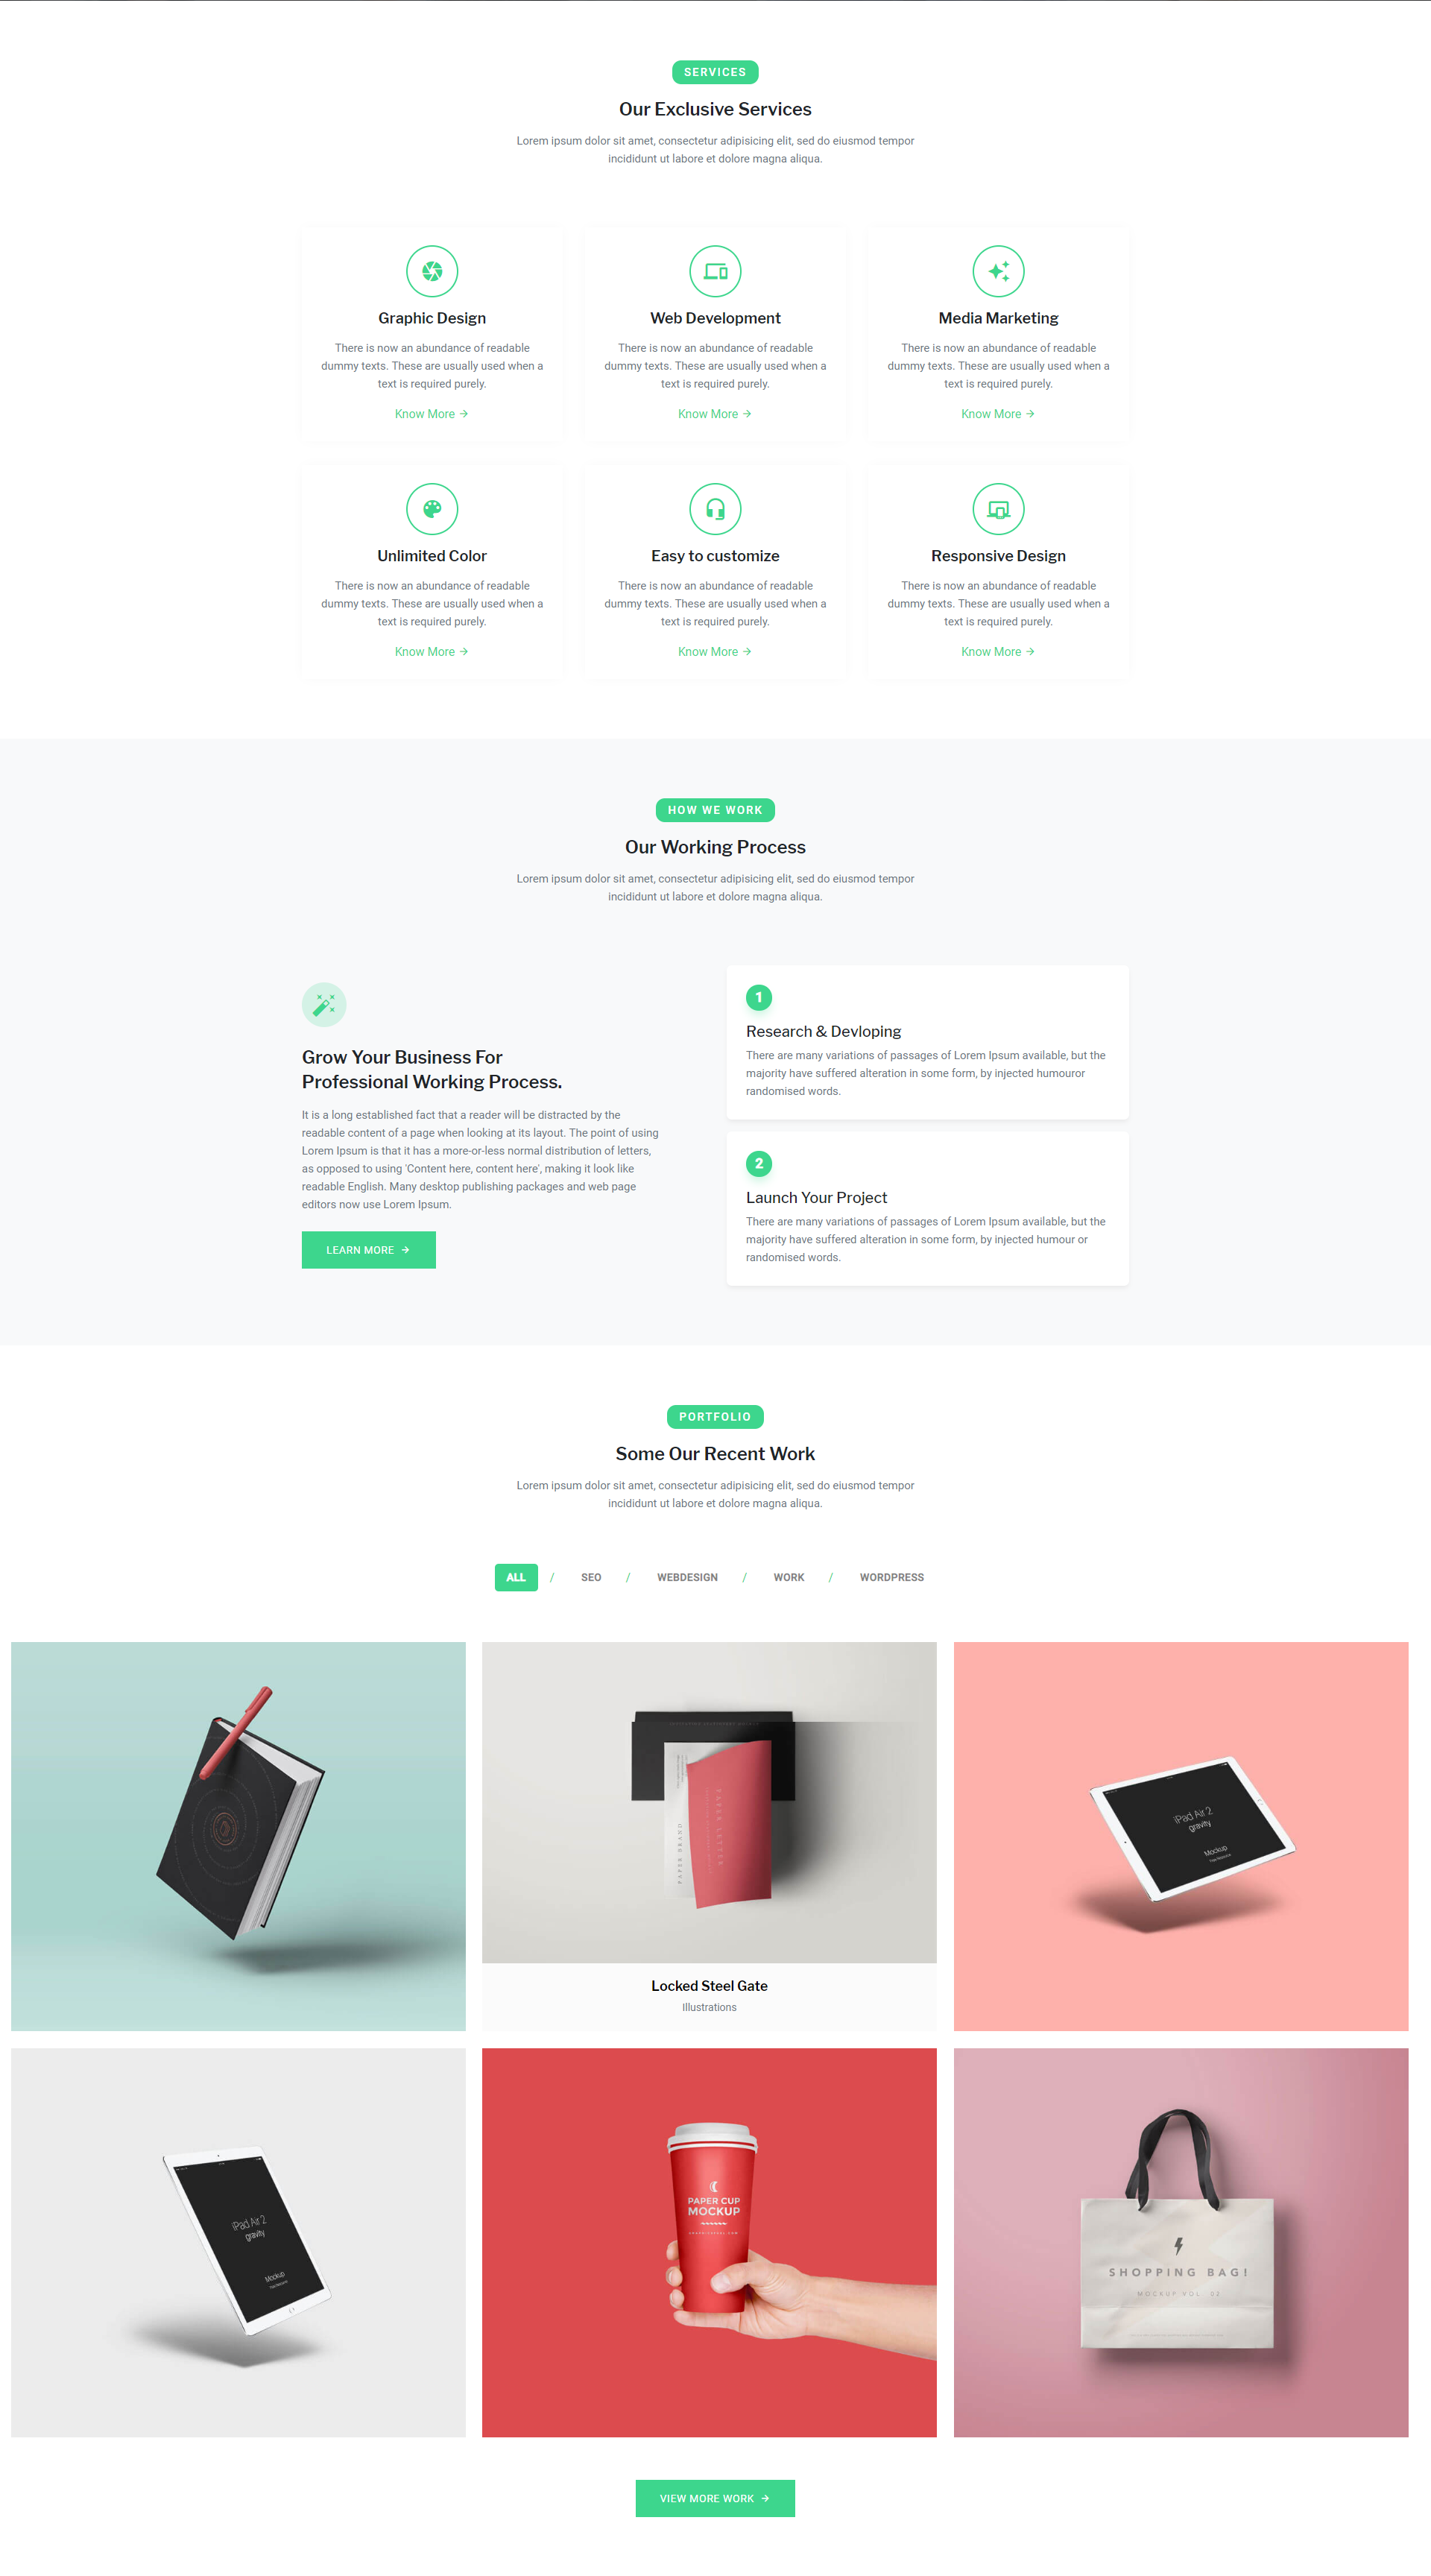 SERVICES
Our Exclusive Services
Lorem ipsum dolor sit amet, consectetur adipisicing elit, sed do eiusmod tempor
incididunt ut labore et dolore magna aliqua.
Graphic Design
There is now an abundance of readable
dummy texts. These are usually used when a
text is required purely.
Know More →
Web Development
There is now an abundance of readable
dummy texts. These are usually used when a
text is required purely.
Know More →
Media Marketing
There is now an abundance of readable
dummy texts. These are usually used when a
text is required purely.
Know More →
Unlimited Color
There is now an abundance of readable
dummy texts. These are usually used when a
text is required purely.
Know More →
Easy to customize
There is now an abundance of readable
dummy texts. These are usually used when a
text is required purely.
Know More →
Responsive Design
There is now an abundance of readable
dummy texts. These are usually used when a
text is required purely.
Know More →
HOW WE WORK
Our Working Process
Lorem ipsum dolor sit amet, consectetur adipisicing elit, sed do eiusmod tempor
incididunt ut labore et dolore magna aliqua.
Grow Your Business For
Professional Working Process.
It is a long established fact that a reader will be distracted by the
readable content of a page when looking at its layout. The point of using
Lorem Ipsum is that it has a more-or-less normal distribution of letters,
as opposed to using 'Content here, content here', making it look like
readable English. Many desktop publishing packages and web page
editors now use Lorem Ipsum.
LEARN MORE →
1
Research & Devloping
There are many variations of passages of Lorem Ipsum available, but the
majority have suffered alteration in some form, by injected humouror
randomised words.
2
Launch Your Project
There are many variations of passages of Lorem Ipsum available, but the
majority have suffered alteration in some form, by injected humour or
randomised words.
PORTFOLIO
Some Our Recent Work
Lorem ipsum dolor sit amet, consectetur adipisicing elit, sed do eiusmod tempor
incididunt ut labore et dolore magna aliqua.
ALL / SEO / WEBDESIGN / WORK / WORDPRESS
PAPER BRAND
PAPER LETTER
Locked Steel Gate
Illustrations
iPad Air 2
gravity
Mockup
iPad Air 2
gravity
Mockup
PAPER CUP
MOCKUP
SHOPPING BAG!
MOCKUP VOL. 02
VIEW MORE WORK →